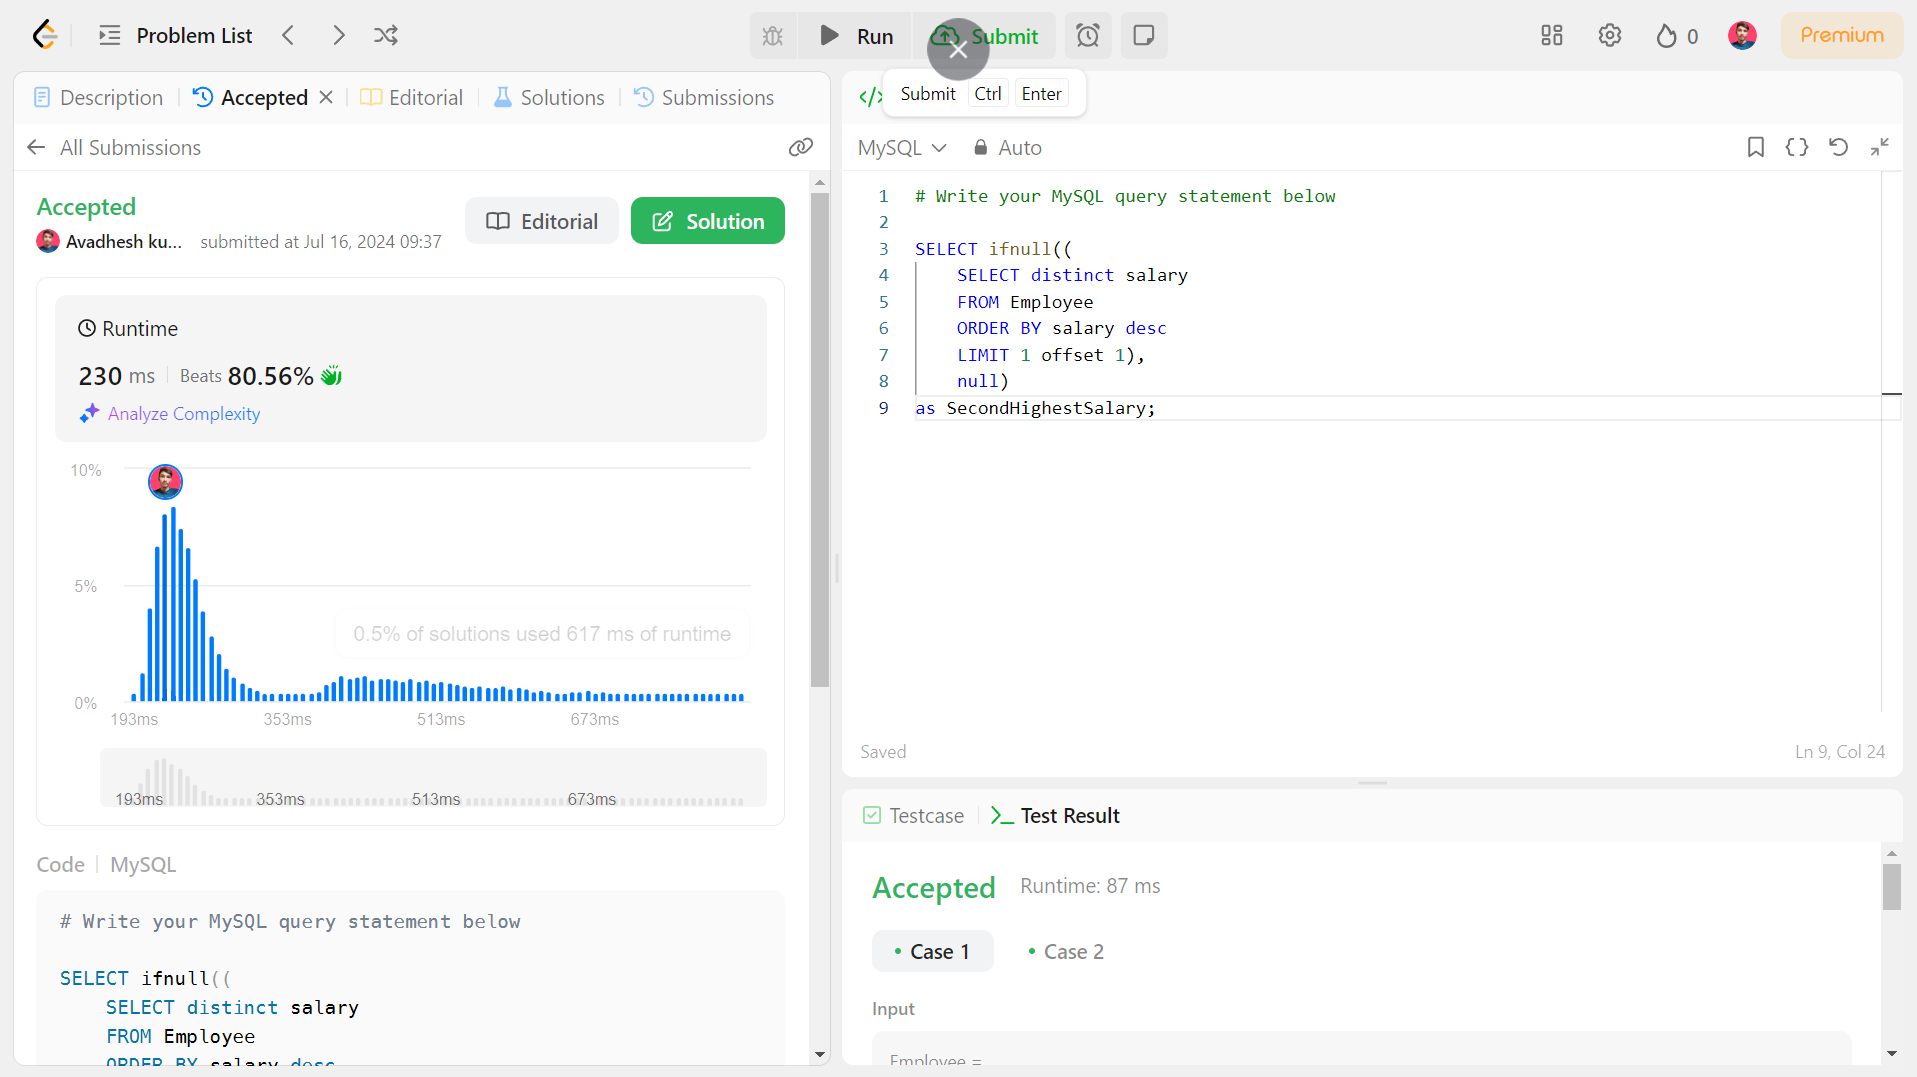 Problem List
Run
Submit
0
Premium
Description
Accepted
Editorial
Solutions
Submissions
Submit Ctrl Enter
All Submissions
Accepted
Avadhesh ku... submitted at Jul 16, 2024 09:37
Editorial
Solution
Runtime
230 ms Beats 80.56%
Analyze Complexity
10%
5%
0.5% of solutions used 617 ms of runtime
0%
193ms 353ms 513ms 673ms
193ms 353ms 513ms 673ms
Code MySQL
# Write your MySQL query statement below
SELECT ifnull((
SELECT distinct salary
FROM Employee
ORDER BY salary desc
</>
MySQL Auto
1 # Write your MySQL query statement below
2
3 SELECT ifnull((
4 SELECT distinct salary
5 FROM Employee
6 ORDER BY salary desc
7 LIMIT 1 offset 1),
8 null)
9 as SecondHighestSalary;
Saved
Ln 9, Col 24
Testcase
Test Result
Accepted Runtime: 87 ms
Case 1 Case 2
Input
Employee =